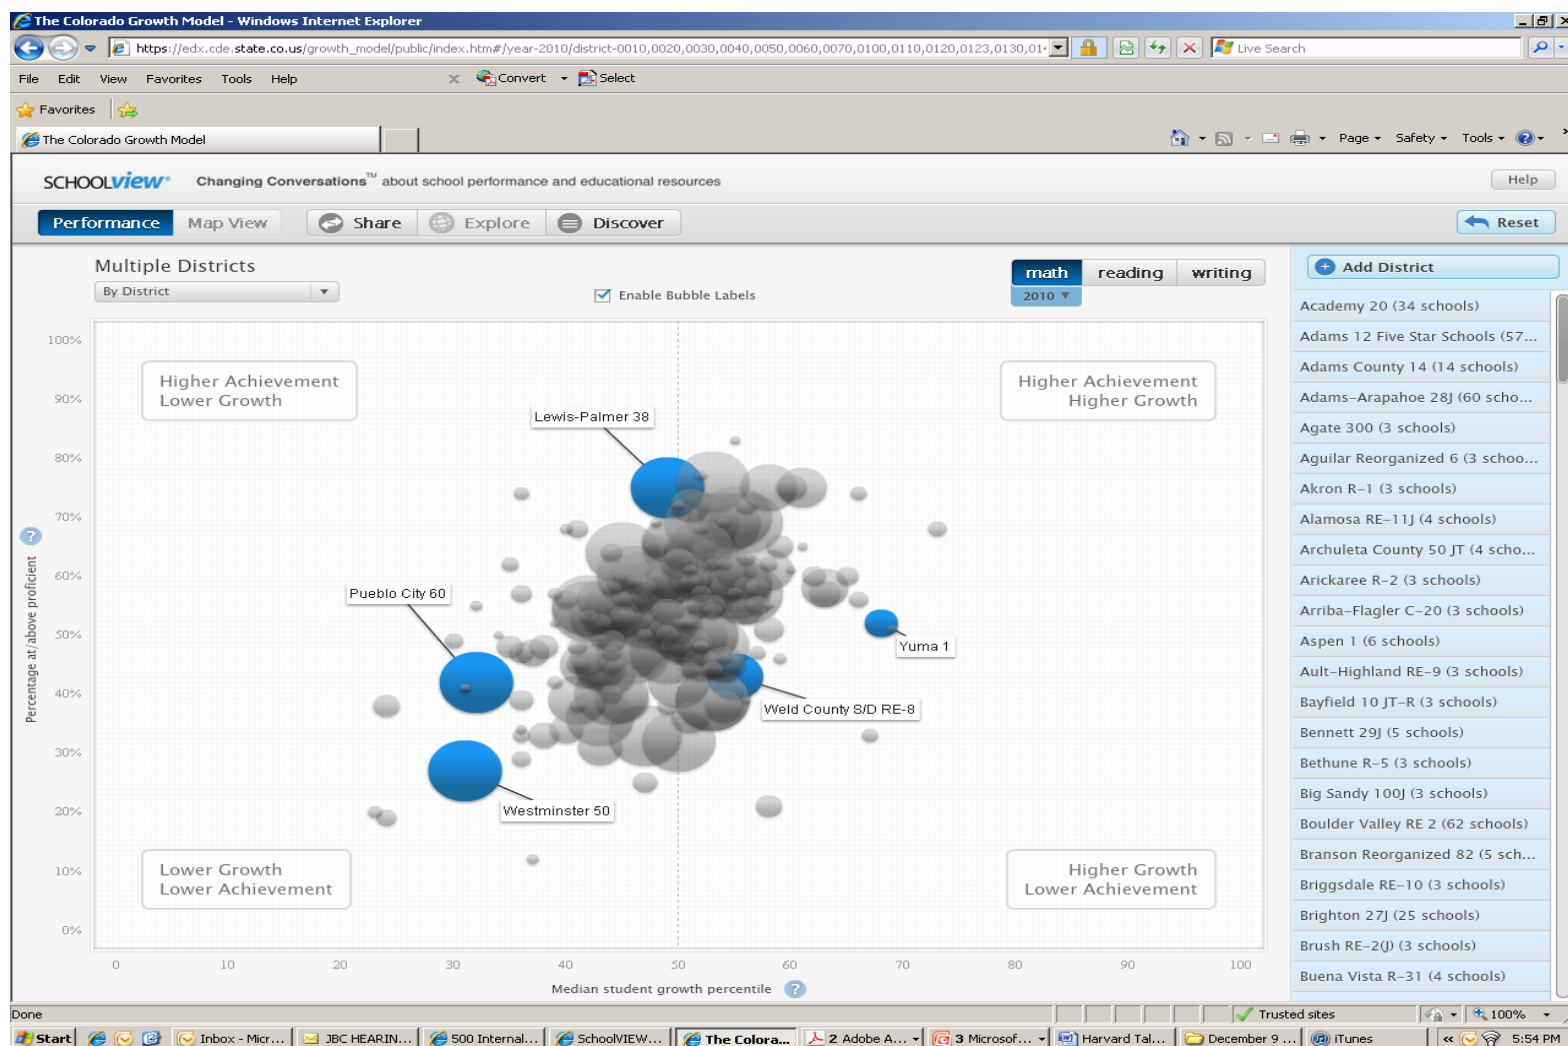 The Colorado Growth Model - Windows Internet Explorer
https://edx.cde.state.co.us/growth_model/public/index.htm#/year-2010/district-0010,0020,0030,0040,0050,0060,0070,0100,0110,0120,0123,0130,01
Live Search
File Edit View Favorites Tools Help
Convert Select
Favorites
The Colorado Growth Model
Page Safety Tools
SCHOOLVIEW®
Changing Conversations™ about school performance and educational resources
Help
Performance Map View Share Explore Discover
Reset
Multiple Districts
By District
Enable Bubble Labels
math reading writing
2010
Add District
Academy 20 (34 schools)
Adams 12 Five Star Schools (57...
Adams County 14 (14 schools)
Adams-Arapahoe 28J (60 scho...
Agate 300 (3 schools)
Aguilar Reorganized 6 (3 schoo...
Akron R-1 (3 schools)
Alamosa RE-11J (4 schools)
Archuleta County 50 JT (4 scho...
Arickaree R-2 (3 schools)
Arriba-Flagler C-20 (3 schools)
Aspen 1 (6 schools)
Ault-Highland RE-9 (3 schools)
Bayfield 10 JT-R (3 schools)
Bennett 29J (5 schools)
Bethune R-5 (3 schools)
Big Sandy 100J (3 schools)
Boulder Valley RE 2 (62 schools)
Branson Reorganized 82 (5 sch...
Briggsdale RE-10 (3 schools)
Brighton 27J (25 schools)
Brush RE-2(J) (3 schools)
Buena Vista R-31 (4 schools)
100%
90%
80%
70%
60%
50%
40%
30%
20%
10%
0%
Percentage at/above proficient
?
Higher Achievement
Lower Growth
Higher Achievement
Higher Growth
Lewis-Palmer 38
Pueblo City 60
Yuma 1
Weld County S/D RE-8
Westminster 50
Lower Growth
Lower Achievement
Higher Growth
Lower Achievement
0 10 20 30 40 50 60 70 80 90 100
Median student growth percentile ?
Done
Trusted sites
100%
Start
Inbox - Micr...
JBC HEARIN...
500 Internal...
SchoolVIEW...
The Colora...
2 Adobe A...
3 Microsof...
Harvard Tal...
December 9 ...
iTunes
«
5:54 PM